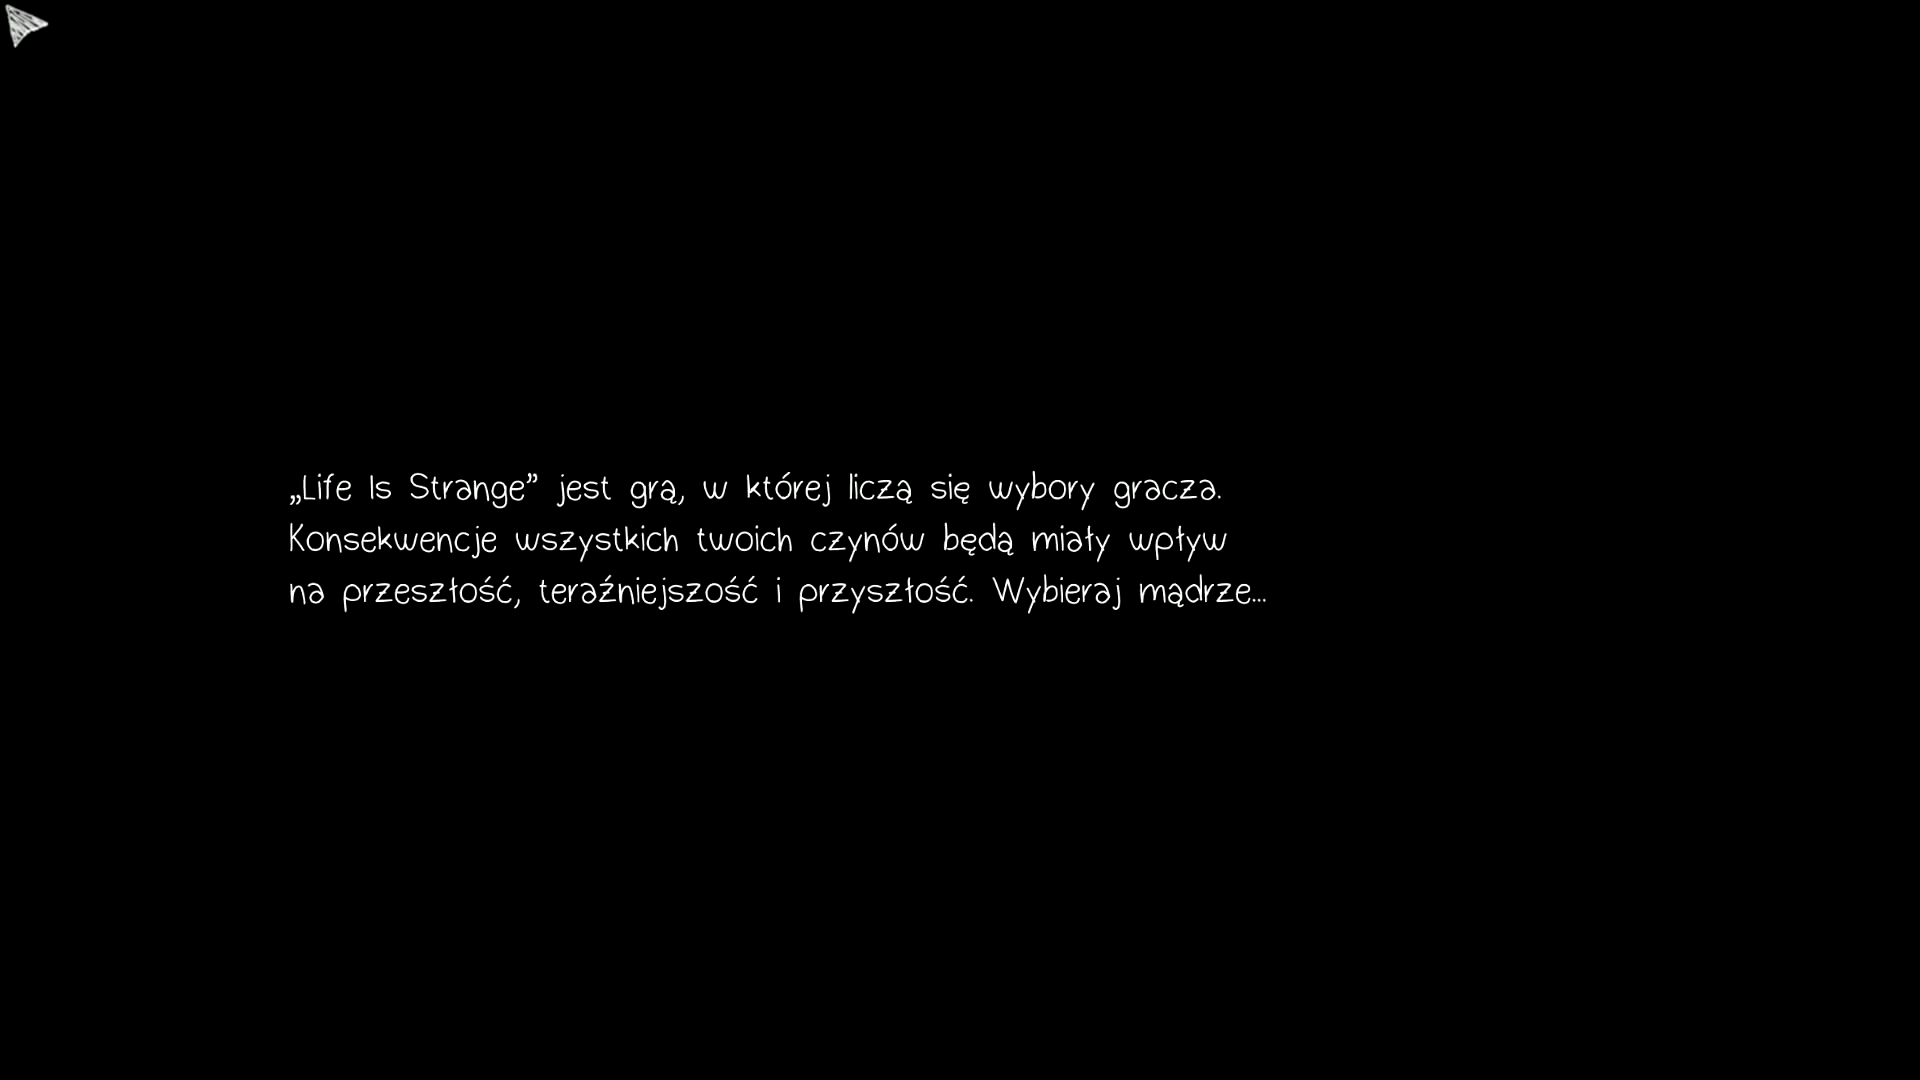 „Life Is Strange” jest grą, w której liczą się wybory gracza.
Konsekwencje wszystkich twoich czynów będą miały wpływ
na przeszłość, teraźniejszość i przyszłość. Wybieraj mądrze...